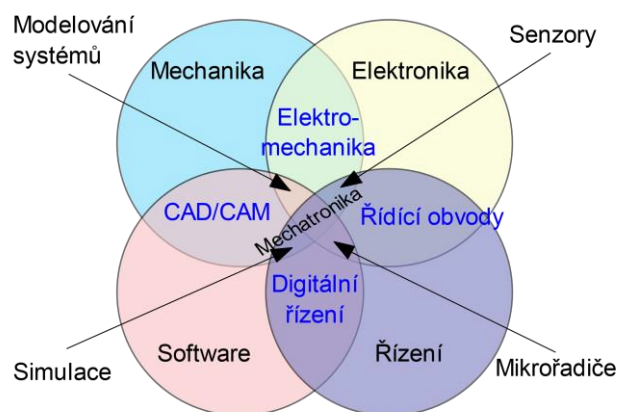 Modelování
systémů
Senzory
Mechanika
Elektronika
Elektro-
mechanika
CAD/CAM
Mechatronika
Řídící obvody
Digitální
řízení
Software
Řízení
Simulace
Mikrořadiče